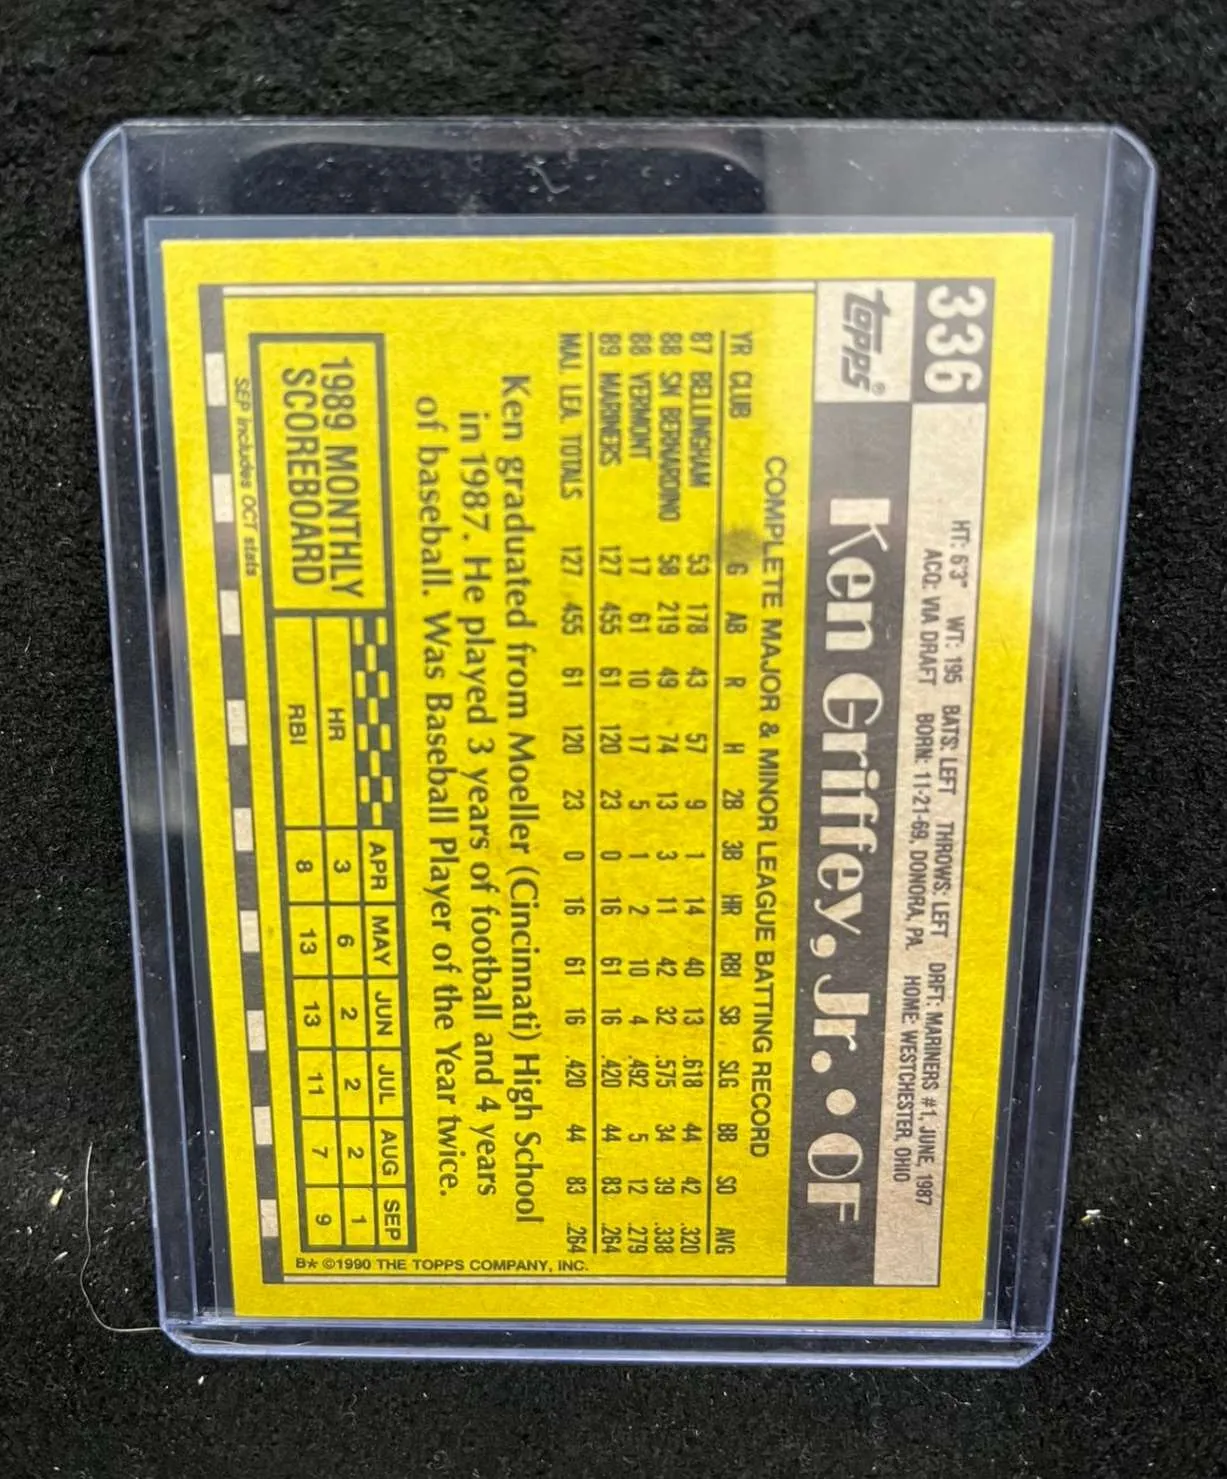 336
HT: 6'3" WT: 195 BATS: LEFT THROWS: LEFT DRFT: MARINERS #1, JUNE, 1987
ACQ: VIA DRAFT BORN: 11-21-69, DONORA, PA. HOME: WESTCHESTER, OHIO
topps®
Ken Griffey, Jr. • OF
COMPLETE MAJOR & MINOR LEAGUE BATTING RECORD
YR CLUB G AB R H 2B 3B HR RBI SB SLG BB SO AVG
87 BELLINGHAM 53 178 43 57 9 1 14 40 13 .618 44 42 .320
88 SN BERNARDINO 58 219 49 74 13 3 11 42 32 .575 34 39 .338
88 VERMONT 17 61 10 17 5 1 2 10 4 .492 5 12 .279
89 MARINERS 127 455 61 120 23 0 16 61 16 .420 44 83 .264
MAJ. LEA. TOTALS 127 455 61 120 23 0 16 61 16 .420 44 83 .264
Ken graduated from Moeller (Cincinnati) High School
in 1987. He played 3 years of football and 4 years
of baseball. Was Baseball Player of the Year twice.
1989 MONTHLY
SCOREBOARD
APR MAY JUN JUL AUG SEP
HR 3 6 2 2 2 1
RBI 8 13 13 11 7 9
SEP includes OCT stats
B* ©1990 THE TOPPS COMPANY, INC.